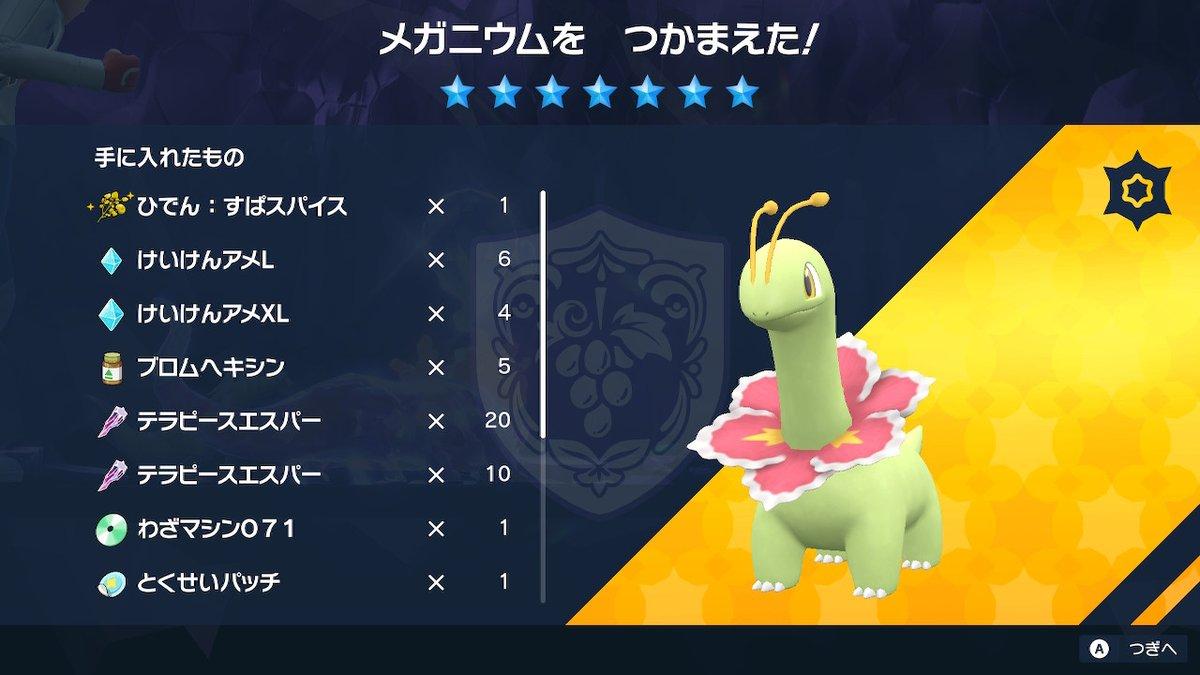 メガニウムを つかまえた!
手に入れたもの
ひでん:すぱスパイス × 1
けいけんアメL × 6
けいけんアメXL × 4
ブロムヘキシン × 5
テラピースエスパー × 20
テラピースエスパー × 10
わざマシン071 × 1
とくせいパッチ × 1
A つぎへ